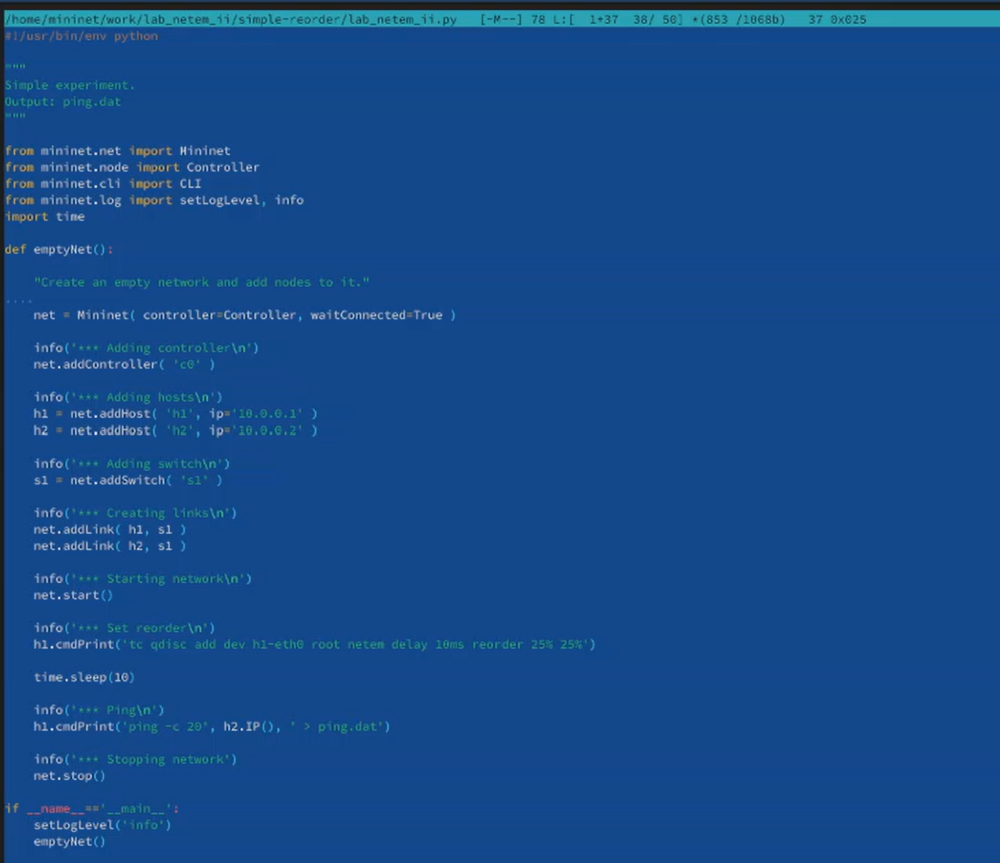 /home/mininet/work/lab_netem_ii/simple-reorder/lab_netem_ii.py   [-M--] 78 L:[  1+37  38/ 50] *(853 /1068b)   37 0x025
#!/usr/bin/env python
"""
Simple experiment.
Output: ping.dat
"""
from mininet.net import Mininet
from mininet.node import Controller
from mininet.cli import CLI
from mininet.log import setLogLevel, info
import time
def emptyNet():
    "Create an empty network and add nodes to it."
....
    net = Mininet( controller=Controller, waitConnected=True )
    info('*** Adding controller\n')
    net.addController( 'c0' )
    info('*** Adding hosts\n')
    h1 = net.addHost( 'h1', ip='10.0.0.1' )
    h2 = net.addHost( 'h2', ip='10.0.0.2' )
    info('*** Adding switch\n')
    s1 = net.addSwitch( 's1' )
    info('*** Creating links\n')
    net.addLink( h1, s1 )
    net.addLink( h2, s1 )
    info('*** Starting network\n')
    net.start()
    info('*** Set reorder\n')
    h1.cmdPrint('tc qdisc add dev h1-eth0 root netem delay 10ms reorder 25% 25%')
    time.sleep(10)
    info('*** Ping\n')
    h1.cmdPrint('ping -c 20', h2.IP(), ' > ping.dat')
    info('*** Stopping network')
    net.stop()
if __name__=='__main__':
    setLogLevel('info')
    emptyNet()